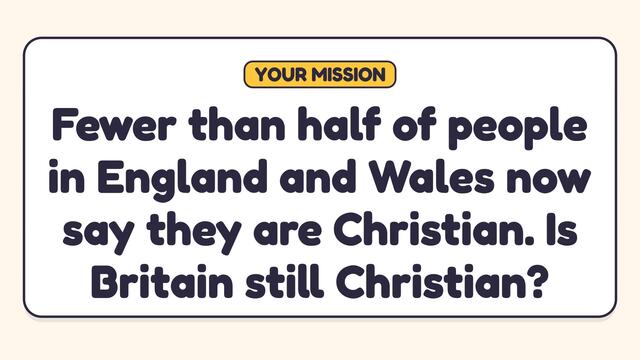 YOUR MISSION
Fewer than half of people
in England and Wales now
say they are Christian. Is
Britain still Christian?